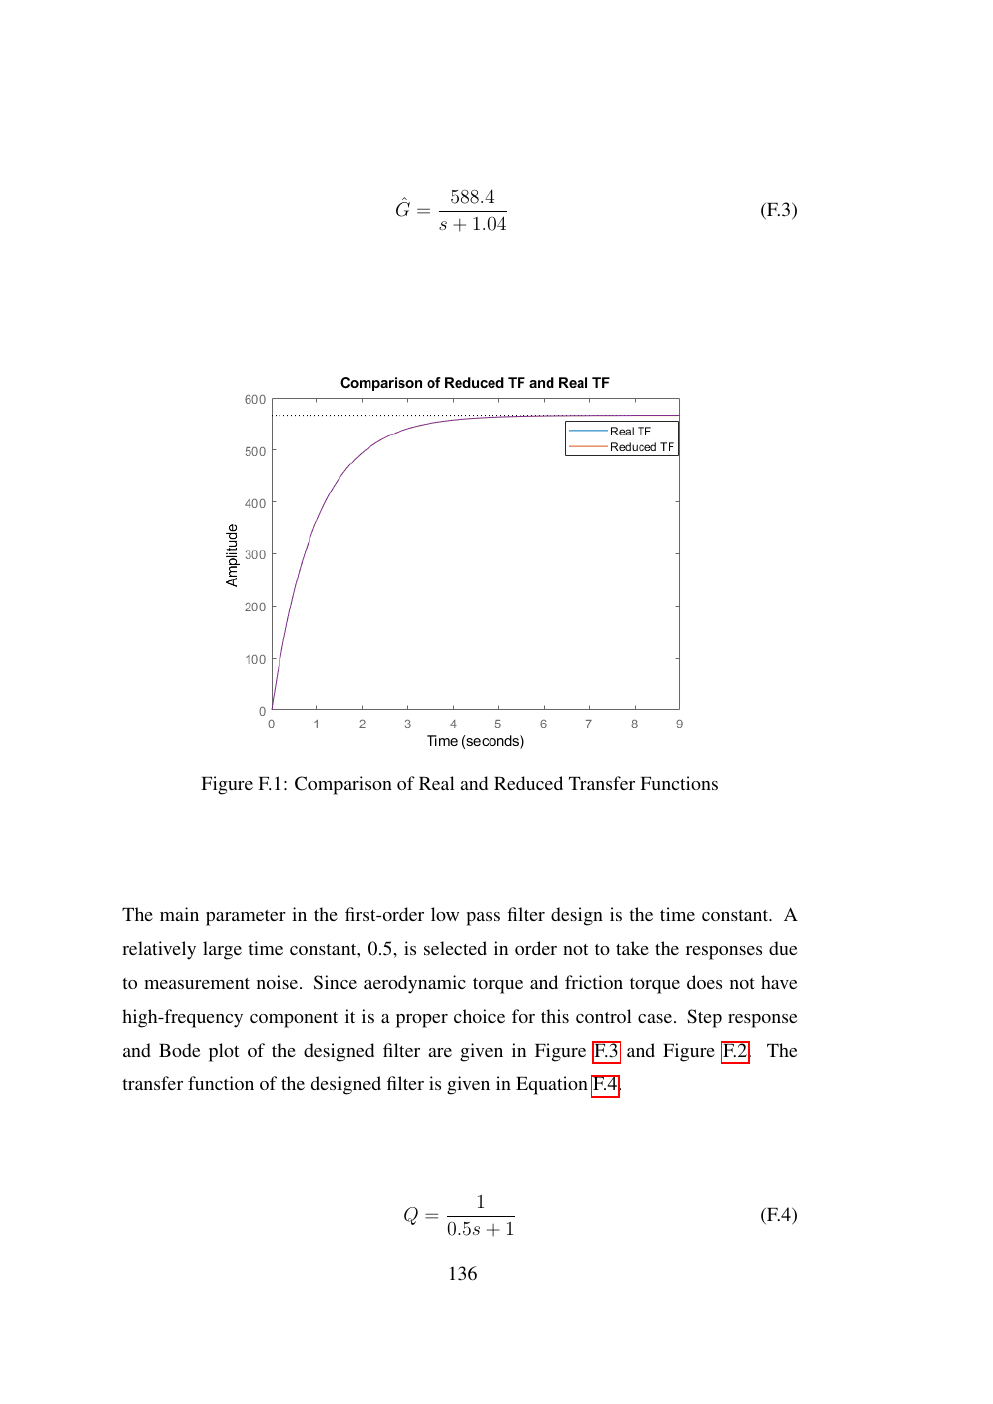 Ĝ = 588.4 / (s + 1.04) (F.3)
Comparison of Reduced TF and Real TF
600
500
400
300
200
100
0
Amplitude
Real TF
Reduced TF
0 1 2 3 4 5 6 7 8 9
Time (seconds)
Figure F.1: Comparison of Real and Reduced Transfer Functions
The main parameter in the first-order low pass filter design is the time constant. A
relatively large time constant, 0.5, is selected in order not to take the responses due
to measurement noise. Since aerodynamic torque and friction torque does not have
high-frequency component it is a proper choice for this control case. Step response
and Bode plot of the designed filter are given in Figure F.3 and Figure F.2. The
transfer function of the designed filter is given in Equation F.4.
Q = 1 / (0.5s + 1) (F.4)
136